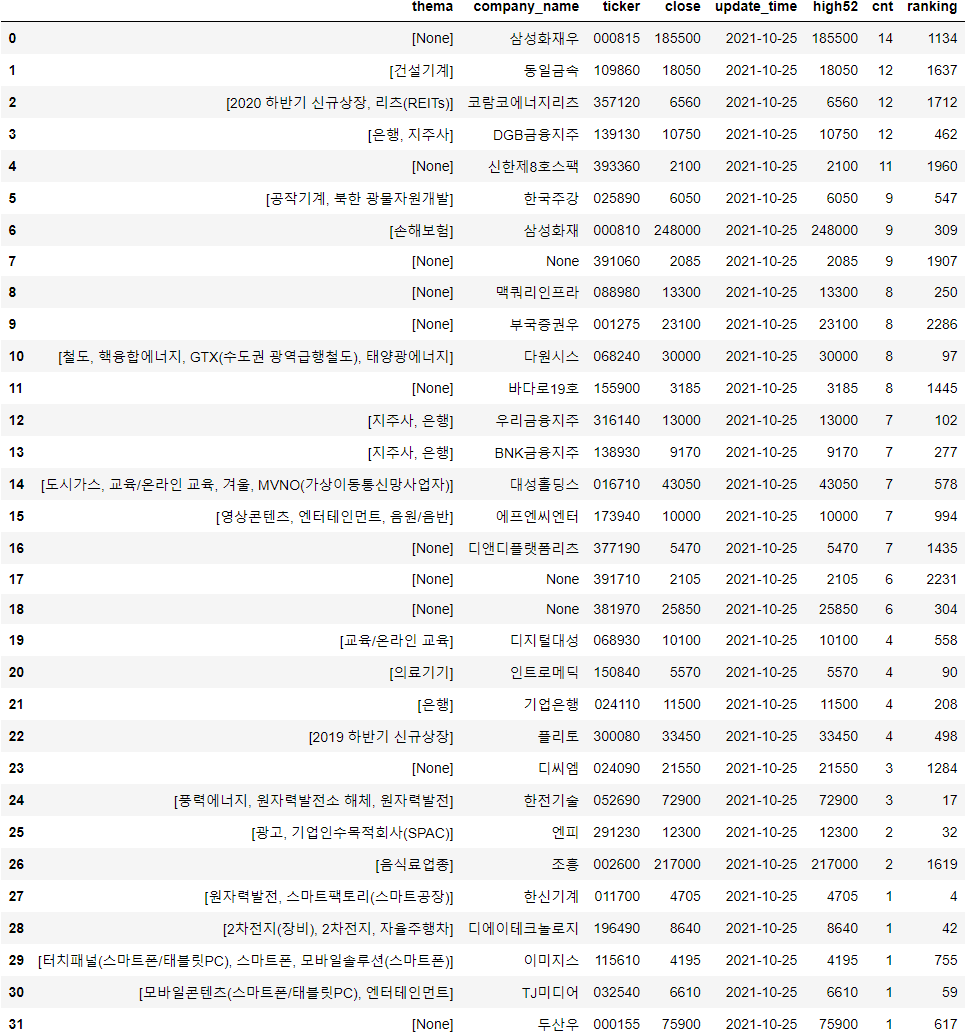 thema company_name ticker close update_time high52 cnt ranking
0 [None] 삼성화재우 000815 185500 2021-10-25 185500 14 1134
1 [건설기계] 동일금속 109860 18050 2021-10-25 18050 12 1637
2 [2020 하반기 신규상장, 리츠(REITs)] 코람코에너지리츠 357120 6560 2021-10-25 6560 12 1712
3 [은행, 지주사] DGB금융지주 139130 10750 2021-10-25 10750 12 462
4 [None] 신한제8호스팩 393360 2100 2021-10-25 2100 11 1960
5 [공작기계, 북한 광물자원개발] 한국주강 025890 6050 2021-10-25 6050 9 547
6 [손해보험] 삼성화재 000810 248000 2021-10-25 248000 9 309
7 [None] None 391060 2085 2021-10-25 2085 9 1907
8 [None] 맥쿼리인프라 088980 13300 2021-10-25 13300 8 250
9 [None] 부국증권우 001275 23100 2021-10-25 23100 8 2286
10 [철도, 핵융합에너지, GTX(수도권 광역급행철도), 태양광에너지] 다원시스 068240 30000 2021-10-25 30000 8 97
11 [None] 바다로19호 155900 3185 2021-10-25 3185 8 1445
12 [지주사, 은행] 우리금융지주 316140 13000 2021-10-25 13000 7 102
13 [지주사, 은행] BNK금융지주 138930 9170 2021-10-25 9170 7 277
14 [도시가스, 교육/온라인 교육, 겨울, MVNO(가상이동통신망사업자)] 대성홀딩스 016710 43050 2021-10-25 43050 7 578
15 [영상콘텐츠, 엔터테인먼트, 음원/음반] 에프엔씨엔터 173940 10000 2021-10-25 10000 7 994
16 [None] 디앤디플랫폼리츠 377190 5470 2021-10-25 5470 7 1435
17 [None] None 391710 2105 2021-10-25 2105 6 2231
18 [None] None 381970 25850 2021-10-25 25850 6 304
19 [교육/온라인 교육] 디지털대성 068930 10100 2021-10-25 10100 4 558
20 [의료기기] 인트로메딕 150840 5570 2021-10-25 5570 4 90
21 [은행] 기업은행 024110 11500 2021-10-25 11500 4 208
22 [2019 하반기 신규상장] 플리토 300080 33450 2021-10-25 33450 4 498
23 [None] 디씨엠 024090 21550 2021-10-25 21550 3 1284
24 [풍력에너지, 원자력발전소 해체, 원자력발전] 한전기술 052690 72900 2021-10-25 72900 3 17
25 [광고, 기업인수목적회사(SPAC)] 엔피 291230 12300 2021-10-25 12300 2 32
26 [음식료업종] 조흥 002600 217000 2021-10-25 217000 2 1619
27 [원자력발전, 스마트팩토리(스마트공장)] 한신기계 011700 4705 2021-10-25 4705 1 4
28 [2차전지(장비), 2차전지, 자율주행차] 디에이테크놀로지 196490 8640 2021-10-25 8640 1 42
29 [터치패널(스마트폰/태블릿PC), 스마트폰, 모바일솔루션(스마트폰)] 이미지스 115610 4195 2021-10-25 4195 1 755
30 [모바일콘텐츠(스마트폰/태블릿PC), 엔터테인먼트] TJ미디어 032540 6610 2021-10-25 6610 1 59
31 [None] 두산우 000155 75900 2021-10-25 75900 1 617